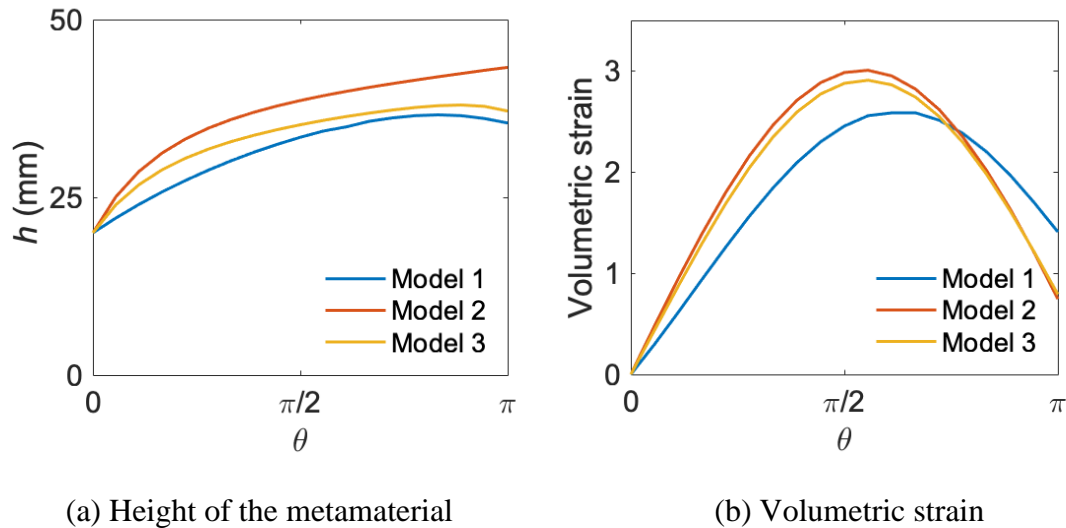 50
25
0
h (mm)
Model 1
Model 2
Model 3
0
π/2
π
θ
(a) Height of the metamaterial
3
2
1
0
Volumetric strain
Model 1
Model 2
Model 3
0
π/2
π
θ
(b) Volumetric strain